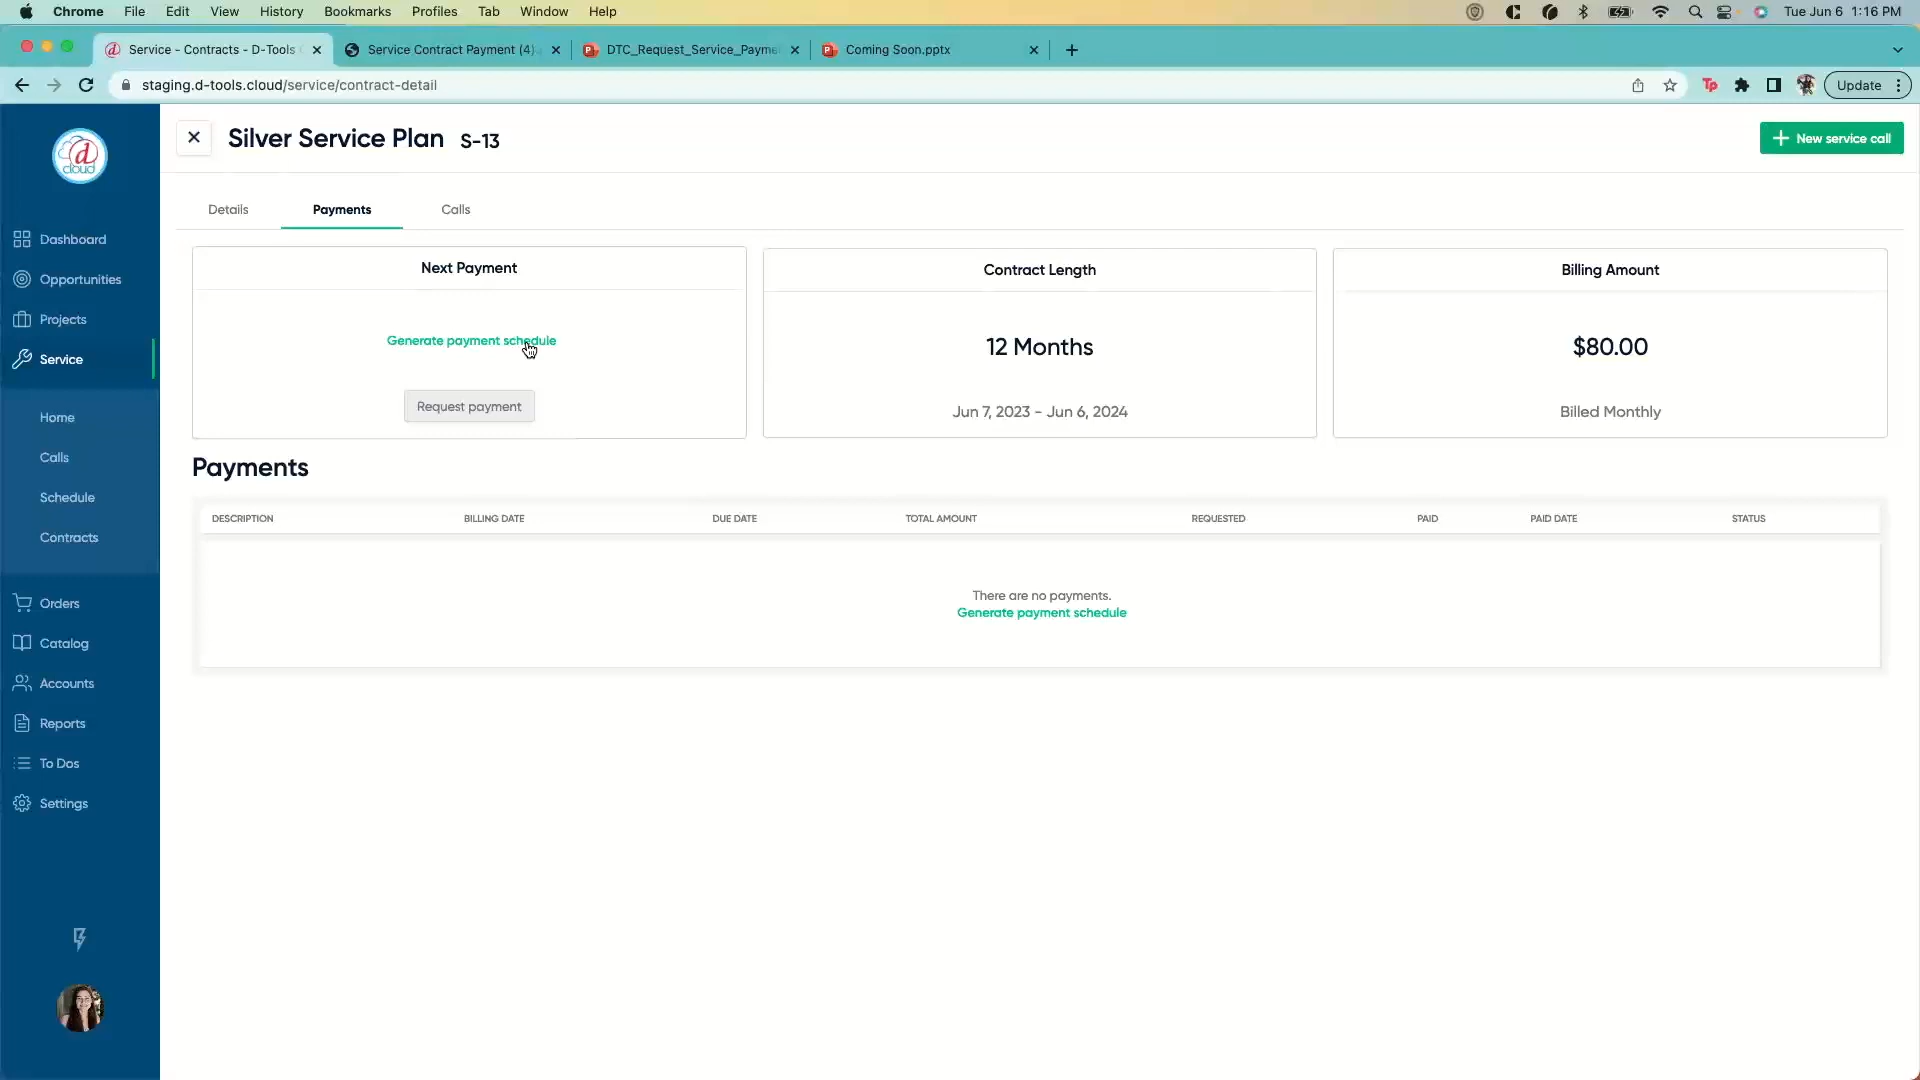 Chrome File Edit View History Bookmarks Profiles Tab Window Help Tue Jun 6 1:16 PM
Service - Contracts - D-Tools Service Contract Payment (4). DTC_Request_Service_Payme Coming Soon.pptx
staging.d-tools.cloud/service/contract-detail Tp Update
d cloud
Silver Service Plan S-13
New service call
Details Payments Calls
Dashboard
Opportunities
Projects
Service
Home
Calls
Schedule
Contracts
Orders
Catalog
Accounts
Reports
To Dos
Settings
Next Payment
Generate payment schedule
Request payment
Contract Length
12 Months
Jun 7, 2023 - Jun 6, 2024
Billing Amount
$80.00
Billed Monthly
Payments
DESCRIPTION BILLING DATE DUE DATE TOTAL AMOUNT REQUESTED PAID PAID DATE STATUS
There are no payments.
Generate payment schedule